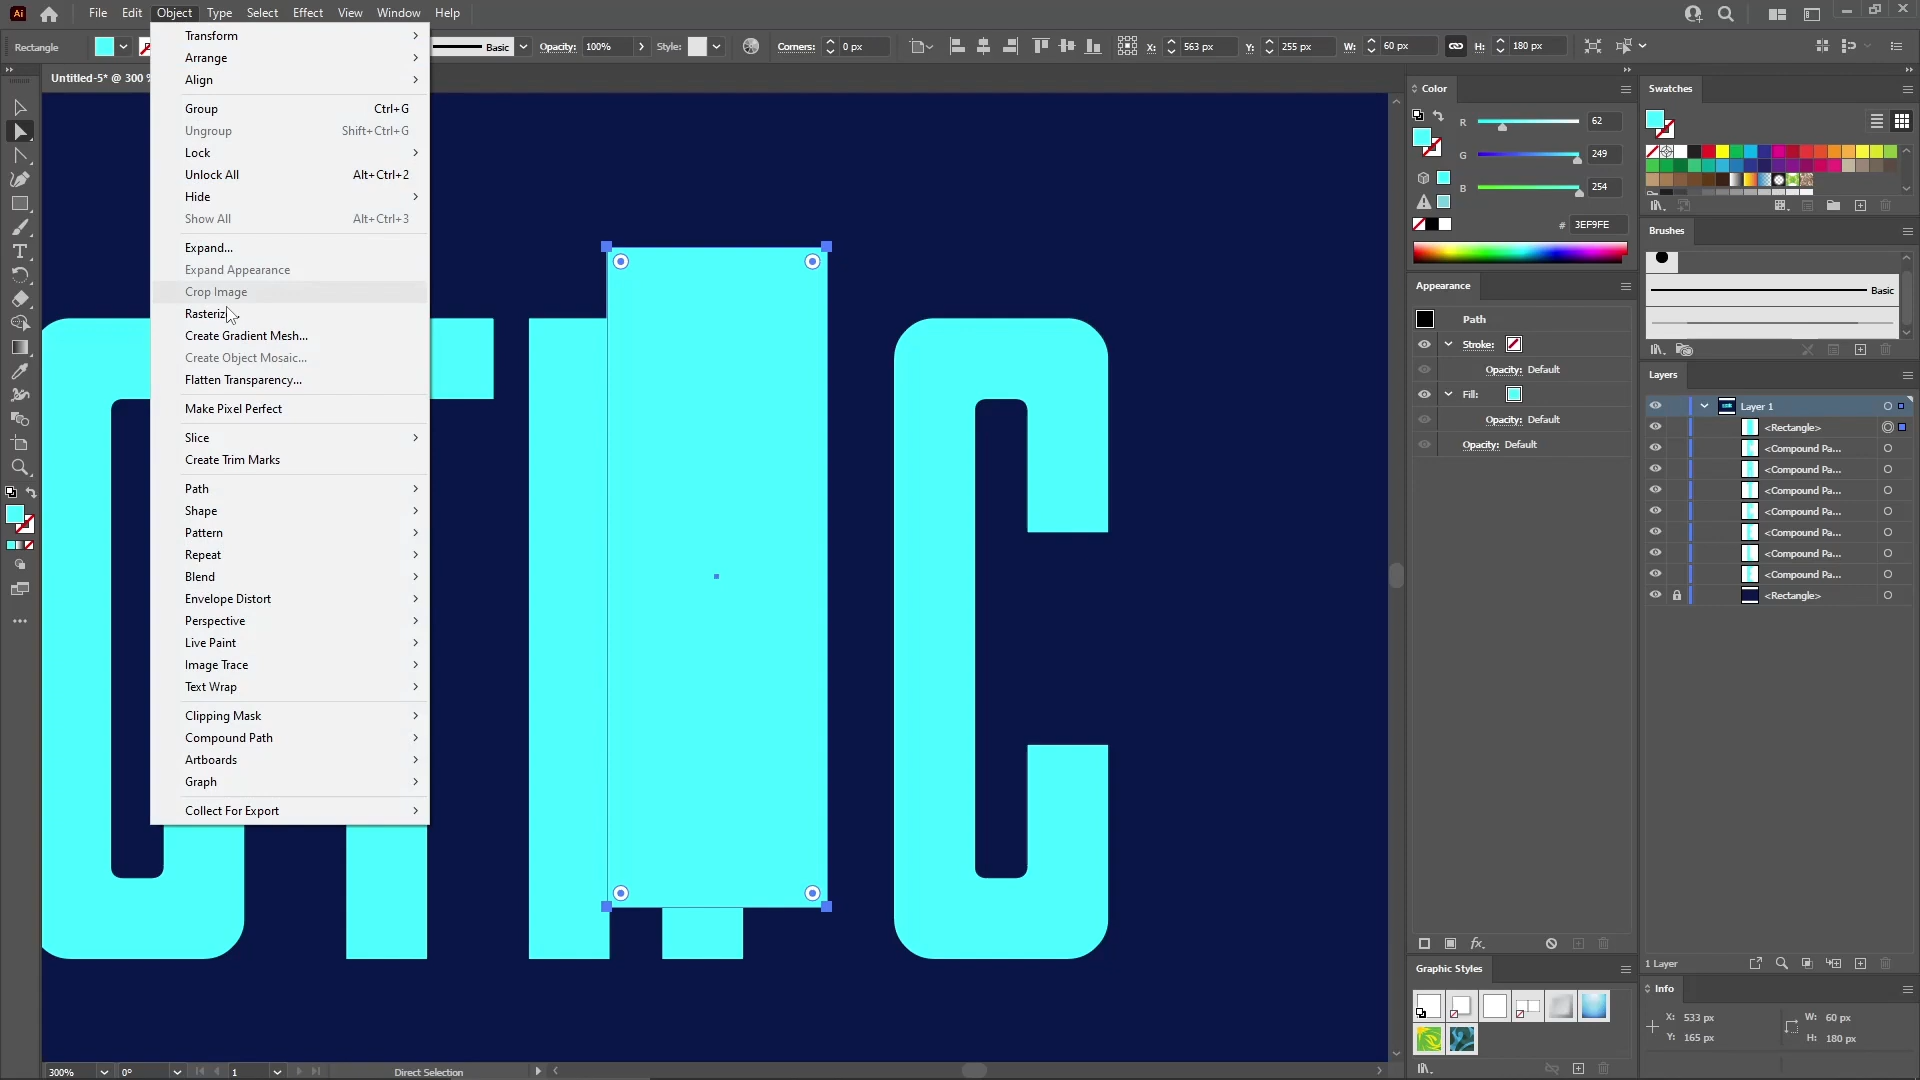 Ai File Edit Object Type Select Effect View Window Help
Rectangle Basic Opacity: 100% Style: Corners: 0 px X: 563 px Y: 255 px W: 60 px H: 180 px
Untitled-5* @ 300 %
Transform
Arrange
Align
Group Ctrl+G
Ungroup Shift+Ctrl+G
Lock
Unlock All Alt+Ctrl+2
Hide
Show All Alt+Ctrl+3
Expand...
Expand Appearance
Crop Image
Create Gradient Mesh...
Create Object Mosaic...
Flatten Transparency...
Make Pixel Perfect
Slice
Create Trim Marks
Path
Shape
Pattern
Repeat
Blend
Envelope Distort
Perspective
Live Paint
Image Trace
Text Wrap
Clipping Mask
Compound Path
Artboards
Graph
Collect For Export
Color
R 62
G 249
B 254
# 3EF9FE
Appearance
Path
Stroke:
Opacity: Default
Fill:
Opacity: Default
Opacity: Default
Graphic Styles
Swatches
Brushes
Basic
Layers
Layer 1
<Rectangle>
<Compound Pa...
<Compound Pa...
<Compound Pa...
<Compound Pa...
<Compound Pa...
<Compound Pa...
<Compound Pa...
<Rectangle>
1 Layer
Info
X: 533 px W: 60 px
Y: 165 px H: 180 px
300% 0° 1 Direct Selection